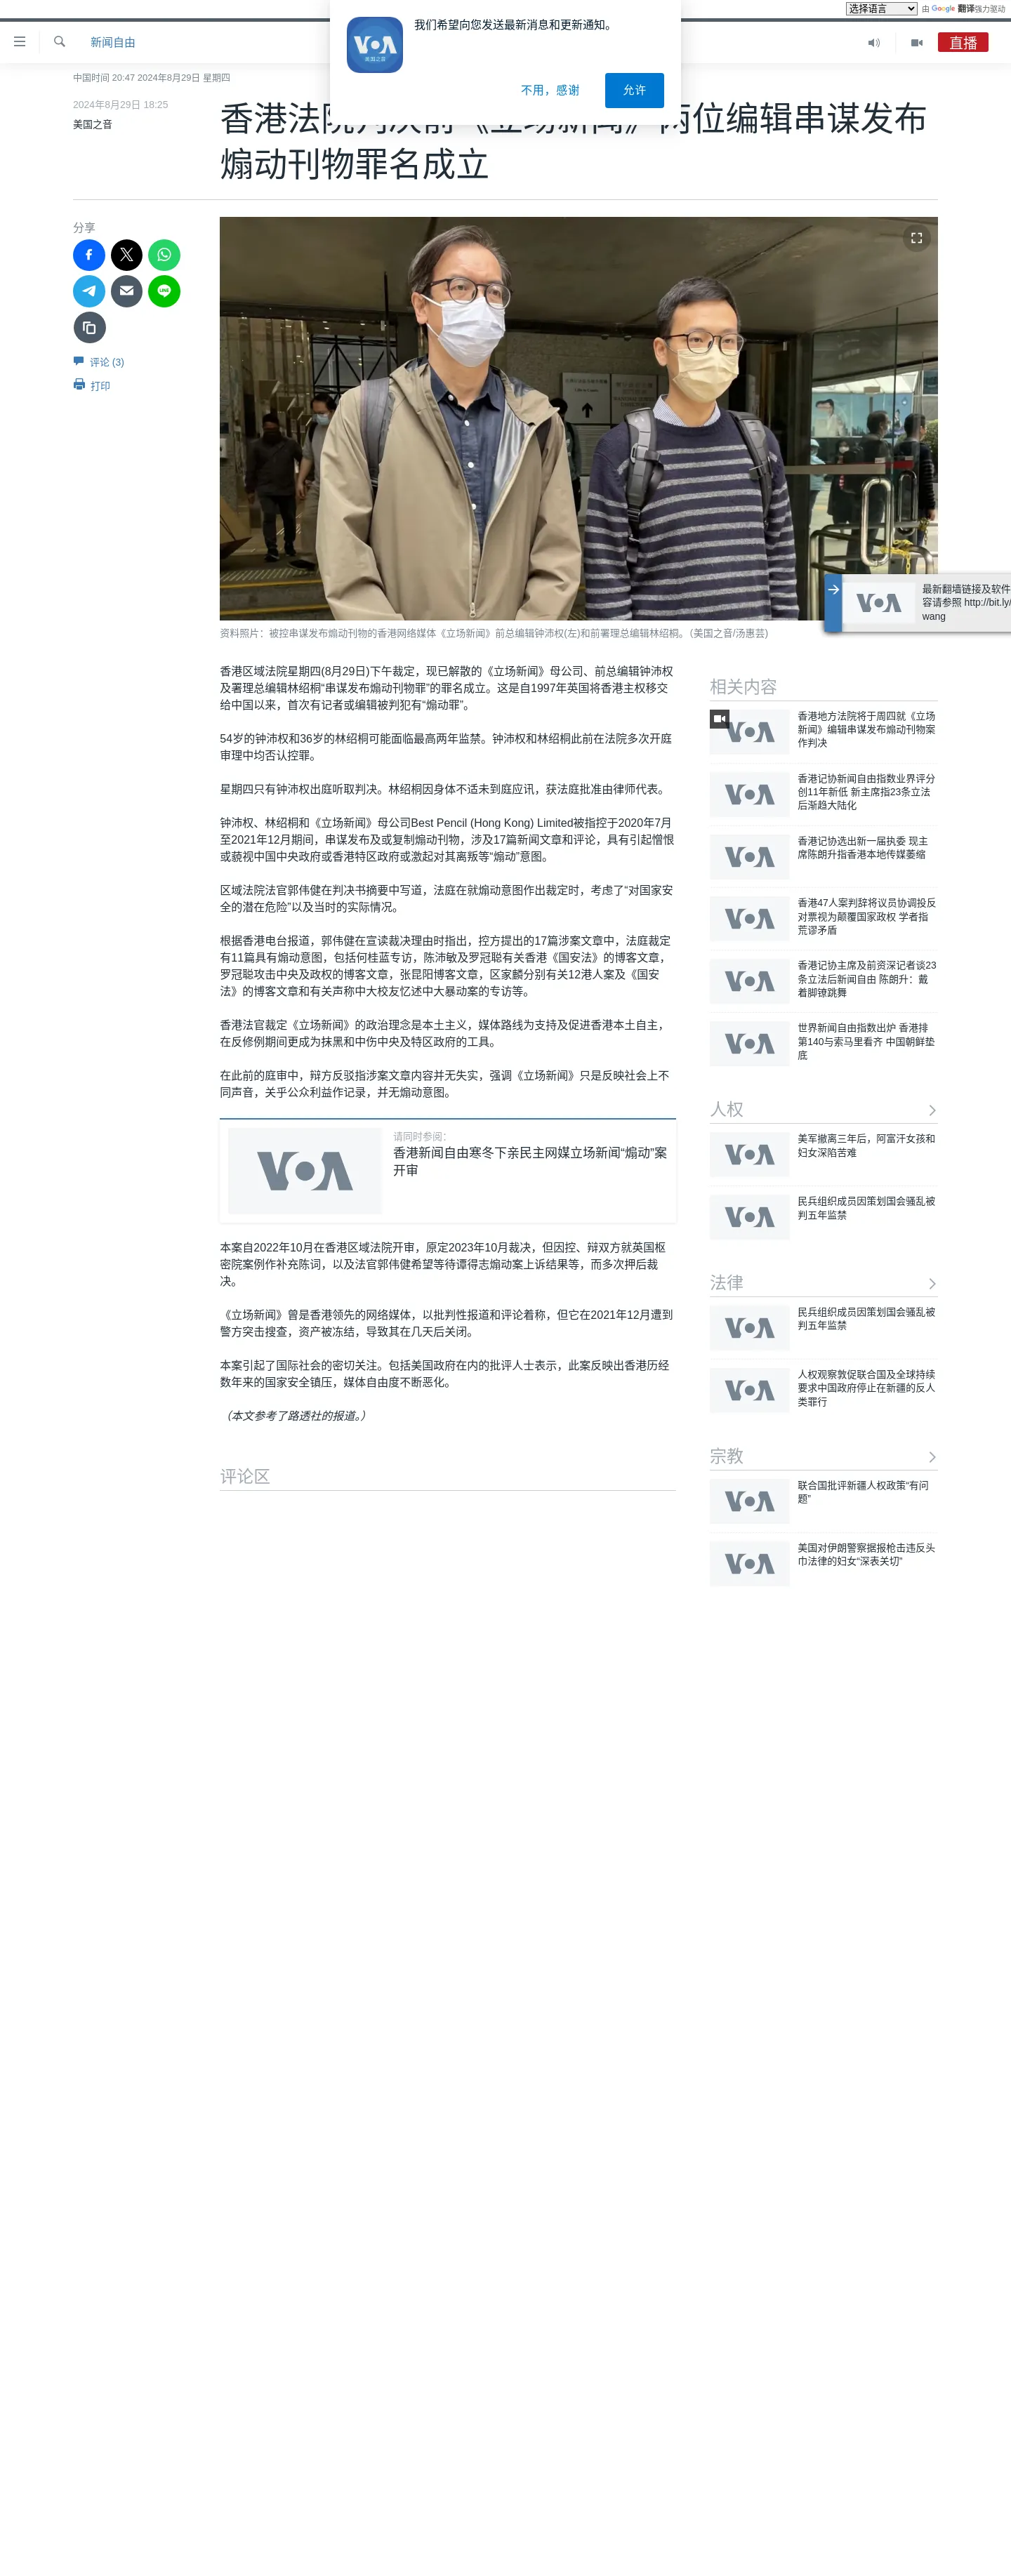 选择语言 由 Google 翻译强力驱动
我们希望向您发送最新消息和更新通知。
VOA
美国之音
不用，感谢
允许
新闻自由
直播
中国时间 20:47 2024年8月29日 星期四
2024年8月29日 18:25
美国之音
香港法院
《立场新闻》两位编辑串谋发布
煽动刊物罪名成立
分享
评论 (3)
打印
资料照片：被控串谋发布煽动刊物的香港网络媒体《立场新闻》前总编辑钟沛权(左)和前署理总编辑林绍桐。（美国之音/汤惠芸)
VOA
最新翻墙链接及软件
容请参照 http://bit.ly/
wang
香港区域法院星期四(8月29日)下午裁定，现已解散的《立场新闻》母公司、前总编辑钟沛权
及署理总编辑林绍桐“串谋发布煽动刊物罪”的罪名成立。这是自1997年英国将香港主权移交
给中国以来，首次有记者或编辑被判犯有“煽动罪”。
54岁的钟沛权和36岁的林绍桐可能面临最高两年监禁。钟沛权和林绍桐此前在法院多次开庭
审理中均否认控罪。
星期四只有钟沛权出庭听取判决。林绍桐因身体不适未到庭应讯，获法庭批准由律师代表。
钟沛权、林绍桐和《立场新闻》母公司Best Pencil (Hong Kong) Limited被指控于2020年7月
至2021年12月期间，串谋发布及或复制煽动刊物，涉及17篇新闻文章和评论，具有引起憎恨
或藐视中国中央政府或香港特区政府或激起对其离叛等“煽动”意图。
区域法院法官郭伟健在判决书摘要中写道，法庭在就煽动意图作出裁定时，考虑了“对国家安
全的潜在危险”以及当时的实际情况。
根据香港电台报道，郭伟健在宣读裁决理由时指出，控方提出的17篇涉案文章中，法庭裁定
有11篇具有煽动意图，包括何桂蓝专访，陈沛敏及罗冠聪有关香港《国安法》的博客文章，
罗冠聪攻击中央及政权的博客文章，张昆阳博客文章，区家麟分别有关12港人案及《国安
法》的博客文章和有关声称中大校友忆述中大暴动案的专访等。
香港法官裁定《立场新闻》的政治理念是本土主义，媒体路线为支持及促进香港本土自主，
在反修例期间更成为抹黑和中伤中央及特区政府的工具。
在此前的庭审中，辩方反驳指涉案文章内容并无失实，强调《立场新闻》只是反映社会上不
同声音，关乎公众利益作记录，并无煽动意图。
VOA
请同时参阅：
香港新闻自由寒冬下亲民主网媒立场新闻“煽动”案
开审
本案自2022年10月在香港区域法院开审，原定2023年10月裁决，但因控、辩双方就英国枢
密院案例作补充陈词，以及法官郭伟健希望等待谭得志煽动案上诉结果等，而多次押后裁
决。
《立场新闻》曾是香港领先的网络媒体，以批判性报道和评论着称，但它在2021年12月遭到
警方突击搜查，资产被冻结，导致其在几天后关闭。
本案引起了国际社会的密切关注。包括美国政府在内的批评人士表示，此案反映出香港历经
数年来的国家安全镇压，媒体自由度不断恶化。
（本文参考了路透社的报道。）
评论区
相关内容
VOA
香港地方法院将于周四就《立场
新闻》编辑串谋发布煽动刊物案
作判决
VOA
香港记协新闻自由指数业界评分
创11年新低 新主席指23条立法
后渐趋大陆化
VOA
香港记协选出新一届执委 现主
席陈朗升指香港本地传媒萎缩
VOA
香港47人案判辞将议员协调投反
对票视为颠覆国家政权 学者指
荒谬矛盾
VOA
香港记协主席及前资深记者谈23
条立法后新闻自由 陈朗升：戴
着脚镣跳舞
VOA
世界新闻自由指数出炉 香港排
第140与索马里看齐 中国朝鲜垫
底
人权
VOA
美军撤离三年后，阿富汗女孩和
妇女深陷苦难
VOA
民兵组织成员因策划国会骚乱被
判五年监禁
法律
VOA
民兵组织成员因策划国会骚乱被
判五年监禁
VOA
人权观察敦促联合国及全球持续
要求中国政府停止在新疆的反人
类罪行
宗教
VOA
联合国批评新疆人权政策“有问
题”
VOA
美国对伊朗警察据报枪击违反头
巾法律的妇女“深表关切”